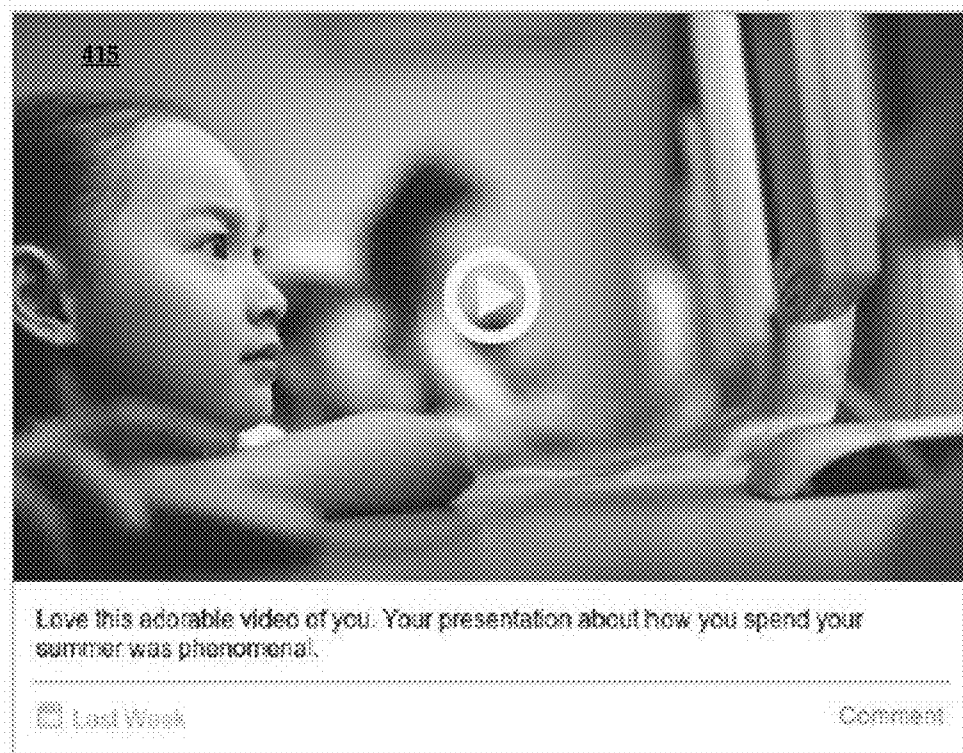 415
Love this adorable video of you. Your presentation about how you spend your
summer was phenomenal.
Last Week
Comment